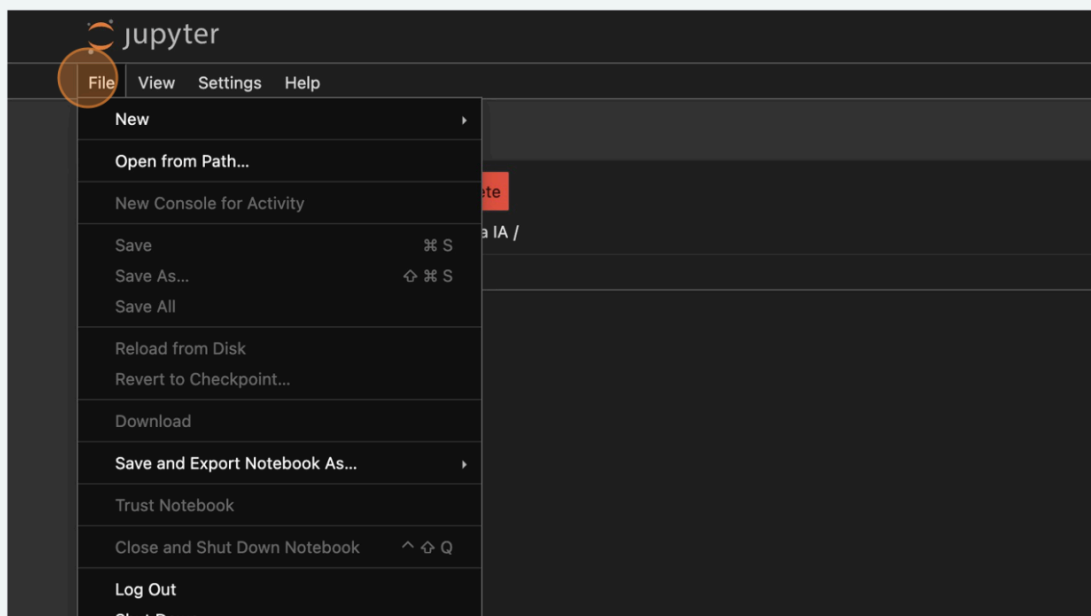 jupyter
File View Settings Help
New
Open from Path...
New Console for Activity
Save ⌘ S
Save As... ⇧ ⌘ S
Save All
Reload from Disk
Revert to Checkpoint...
Download
Save and Export Notebook As...
Trust Notebook
Close and Shut Down Notebook ^ ⇧ Q
Log Out
IA /